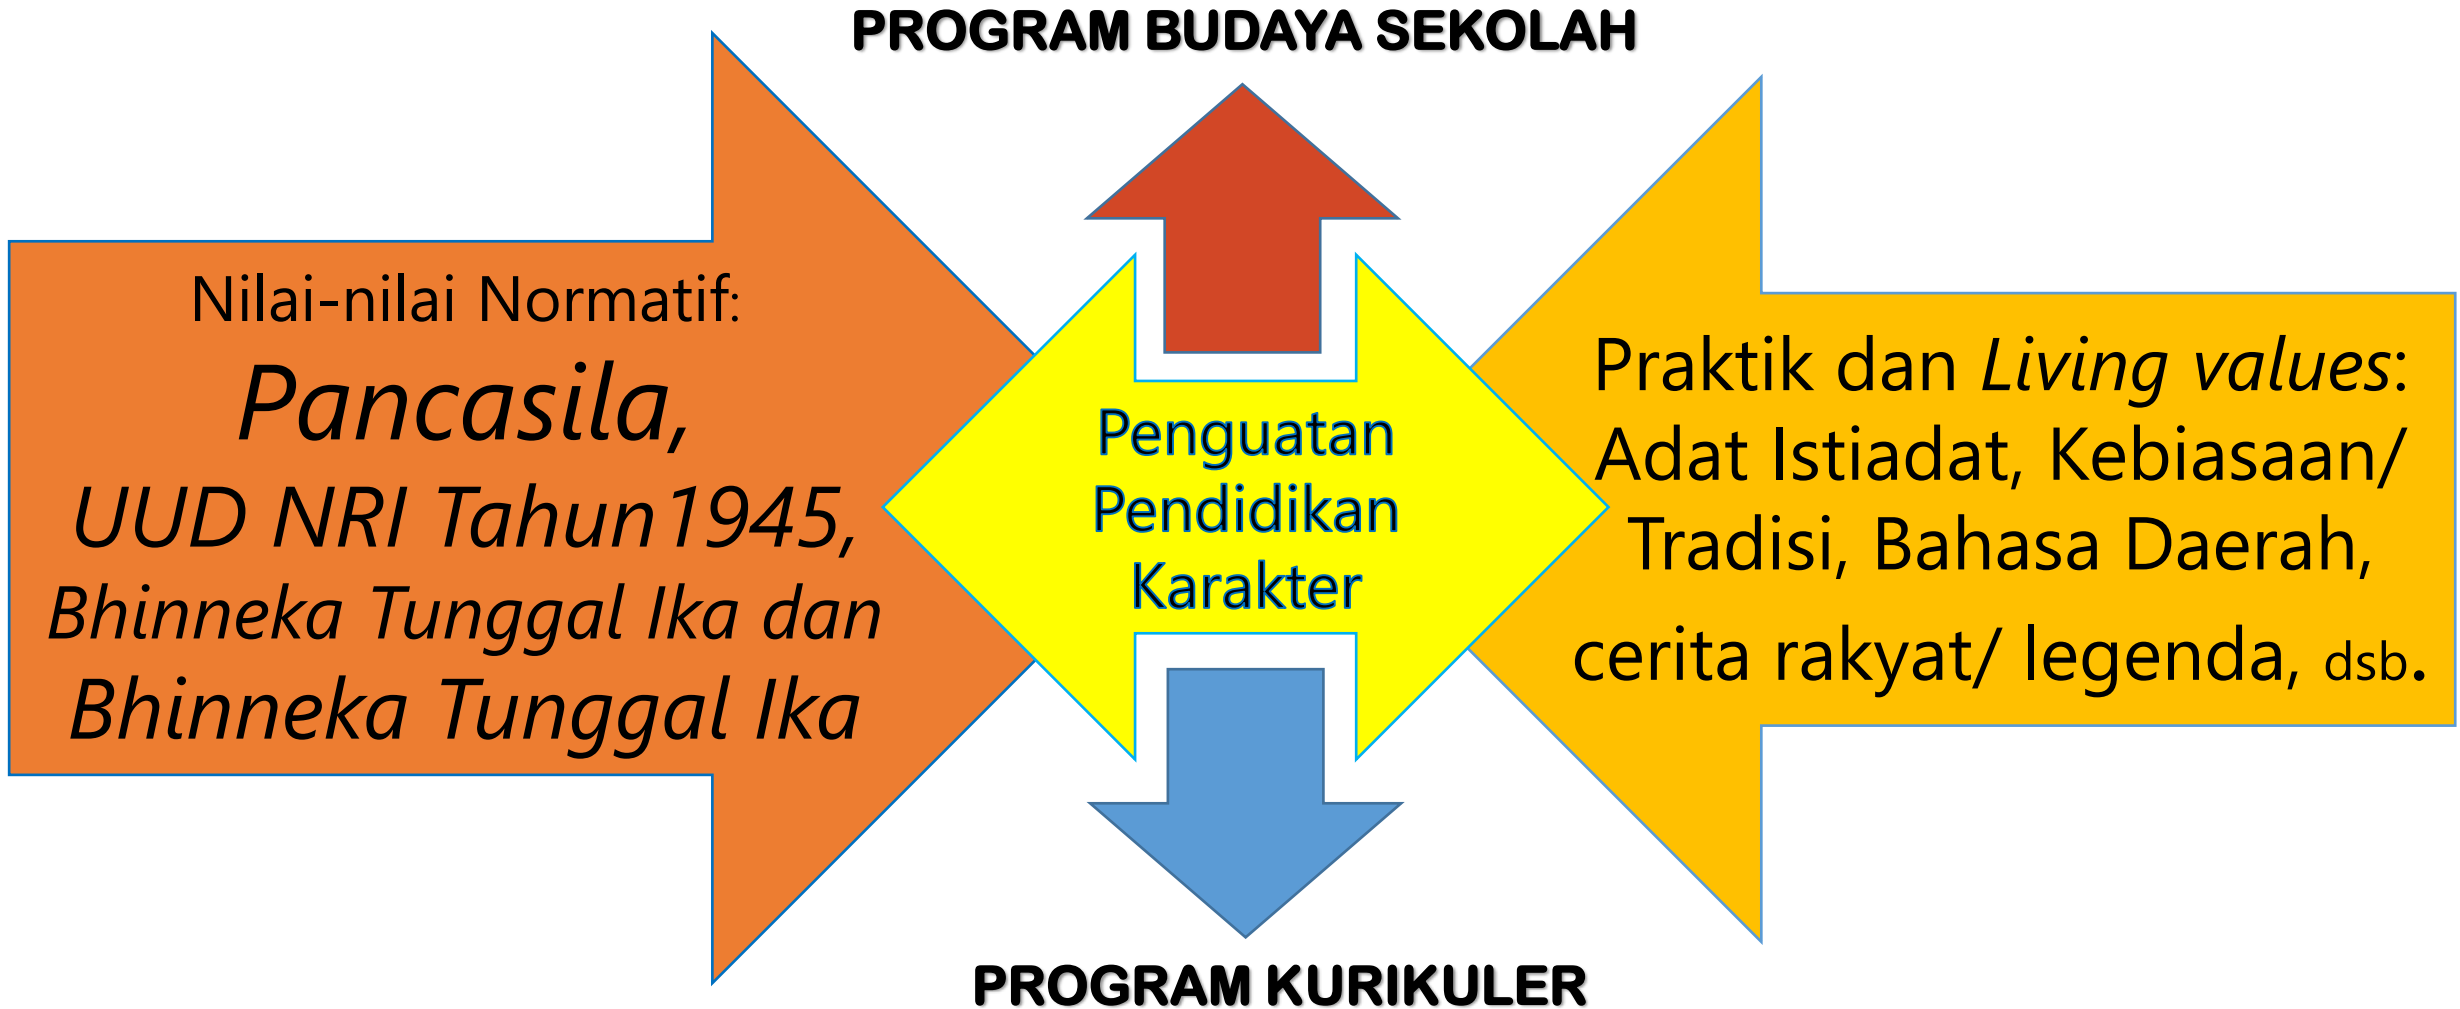 PROGRAM BUDAYA SEKOLAH
Nilai-nilai Normatif:
Pancasila,
UUD NRI Tahun1945,
Bhinneka Tunggal Ika dan
Bhinneka Tunggal Ika
Penguatan
Pendidikan
Karakter
Praktik dan Living values:
Adat Istiadat, Kebiasaan/
Tradisi, Bahasa Daerah,
cerita rakyat/ legenda, dsb.
PROGRAM KURIKULER